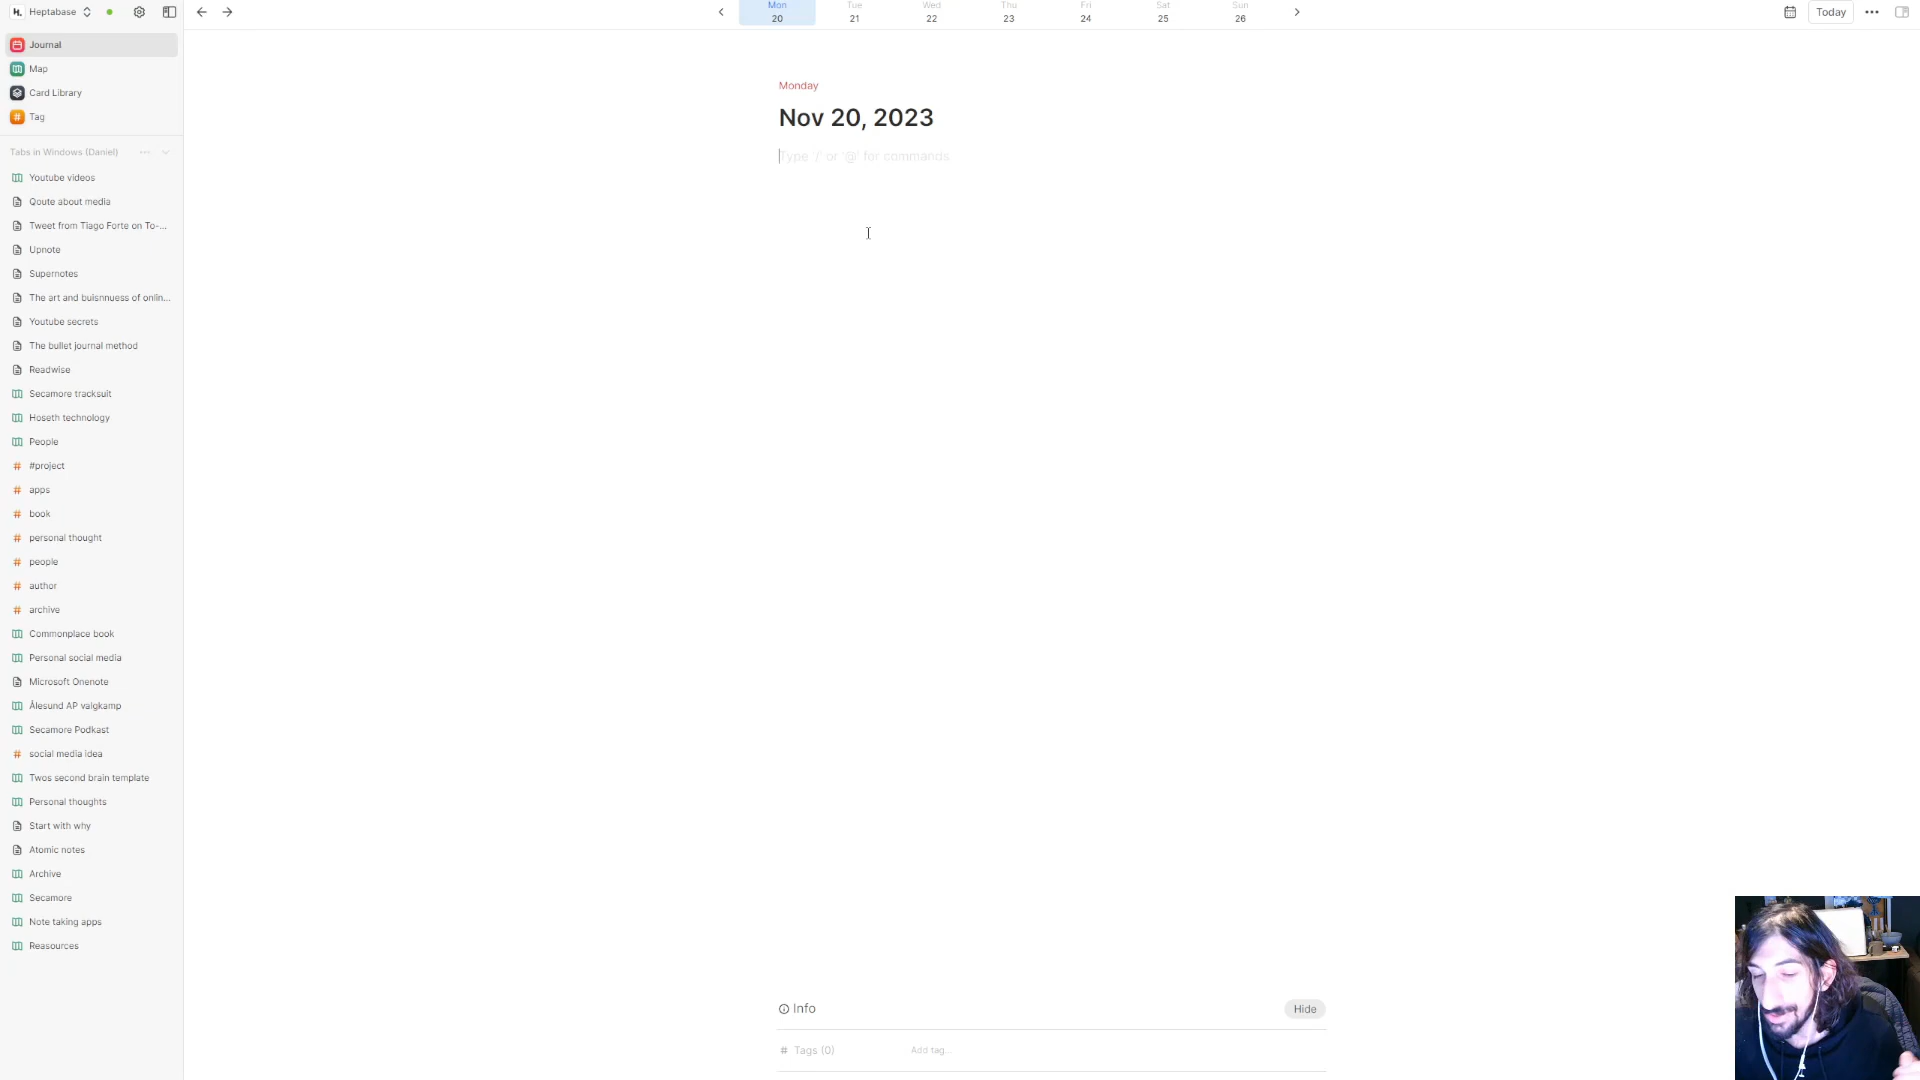 Heptabase
Mon
20
Tue
21
Wed
22
Thu
23
Fri
24
Sat
25
Sun
26
Today
Journal
Map
Card Library
Tag
Tabs in Windows (Daniel)
Youtube videos
Qoute about media
Tweet from Tiago Forte on To-...
Upnote
Supernotes
The art and buisnnuess of onlin...
Youtube secrets
The bullet journal method
Readwise
Secamore tracksuit
Hoseth technology
People
# #project
# apps
# book
# personal thought
# people
# author
# archive
Commonplace book
Personal social media
Microsoft Onenote
Ålesund AP valgkamp
Secamore Podkast
# social media idea
Twos second brain template
Personal thoughts
Start with why
Atomic notes
Archive
Secamore
Note taking apps
Reasources
Monday
Nov 20, 2023
Type '/' or '@' for commands
Info
Hide
# Tags (0)
Add tag...